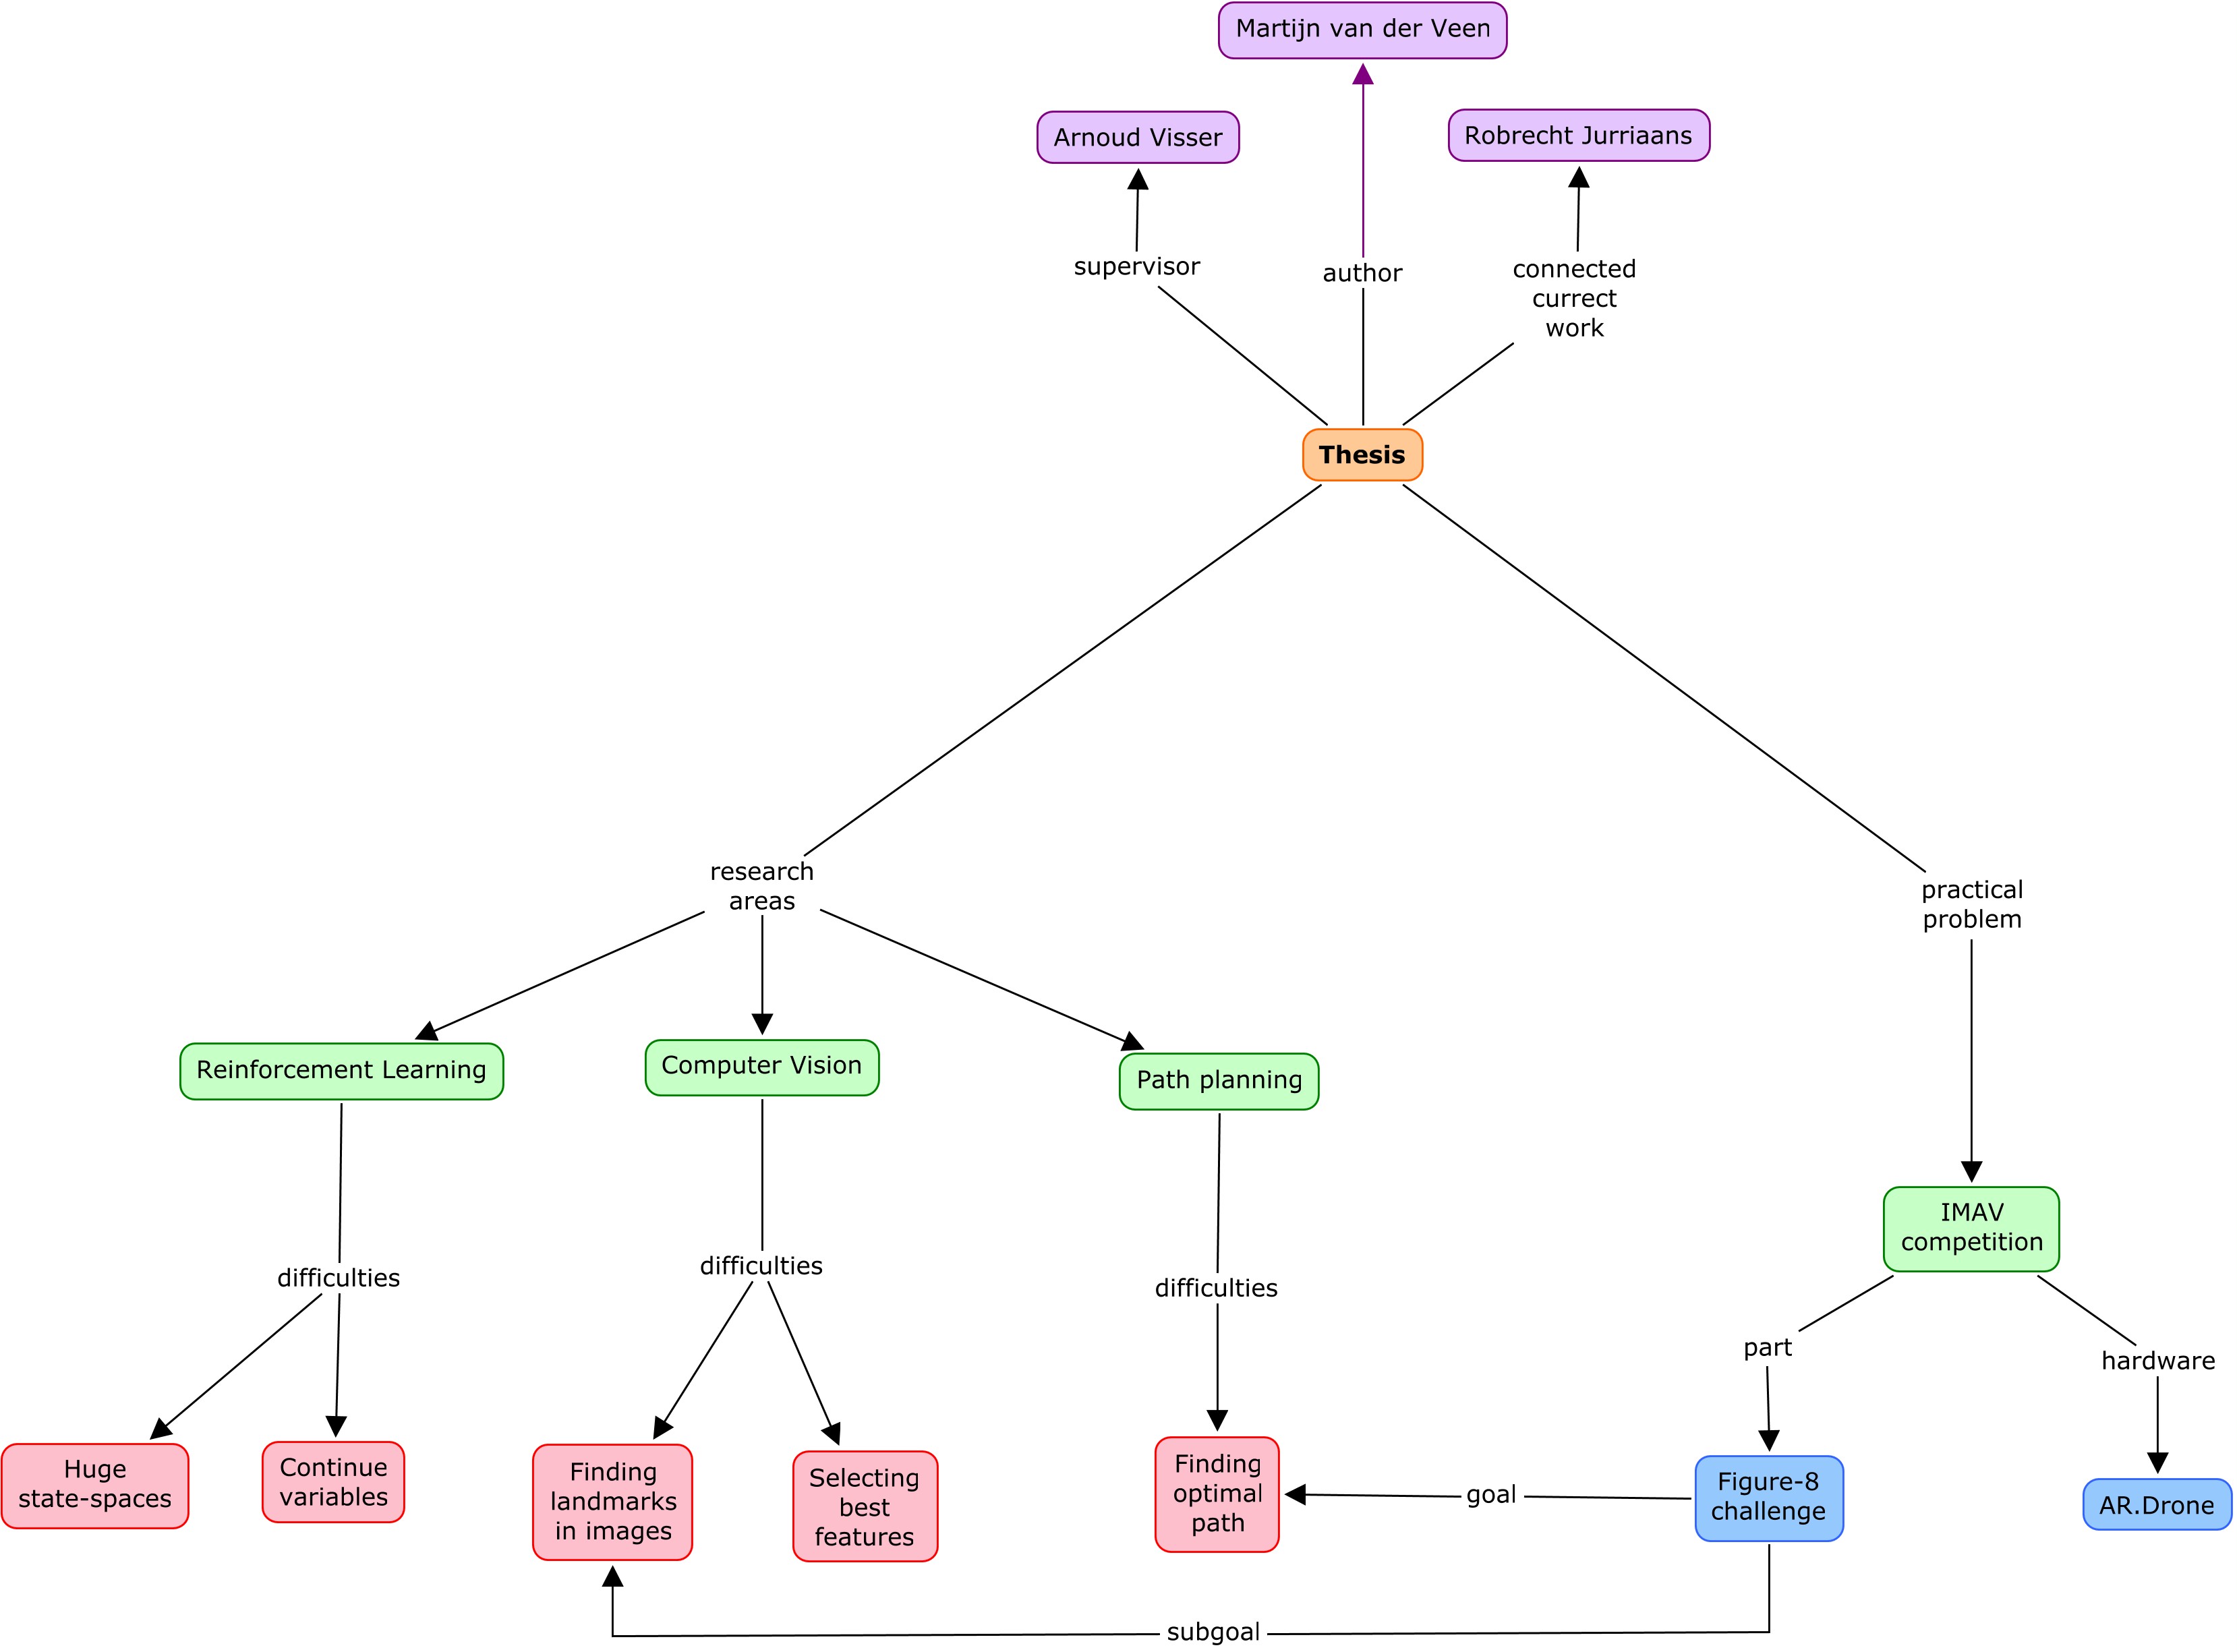 Martijn van der Veen
Arnoud Visser
Robrecht Jurriaans
supervisor
author
connected
currect
work
Thesis
research
areas
practical
problem
Reinforcement Learning
Computer Vision
Path planning
IMAV
competition
difficulties
difficulties
difficulties
part
hardware
Huge
state-spaces
Continue
variables
Finding
landmarks
in images
Selecting
best
features
Finding
optimal
path
goal
Figure-8
challenge
AR.Drone
subgoal